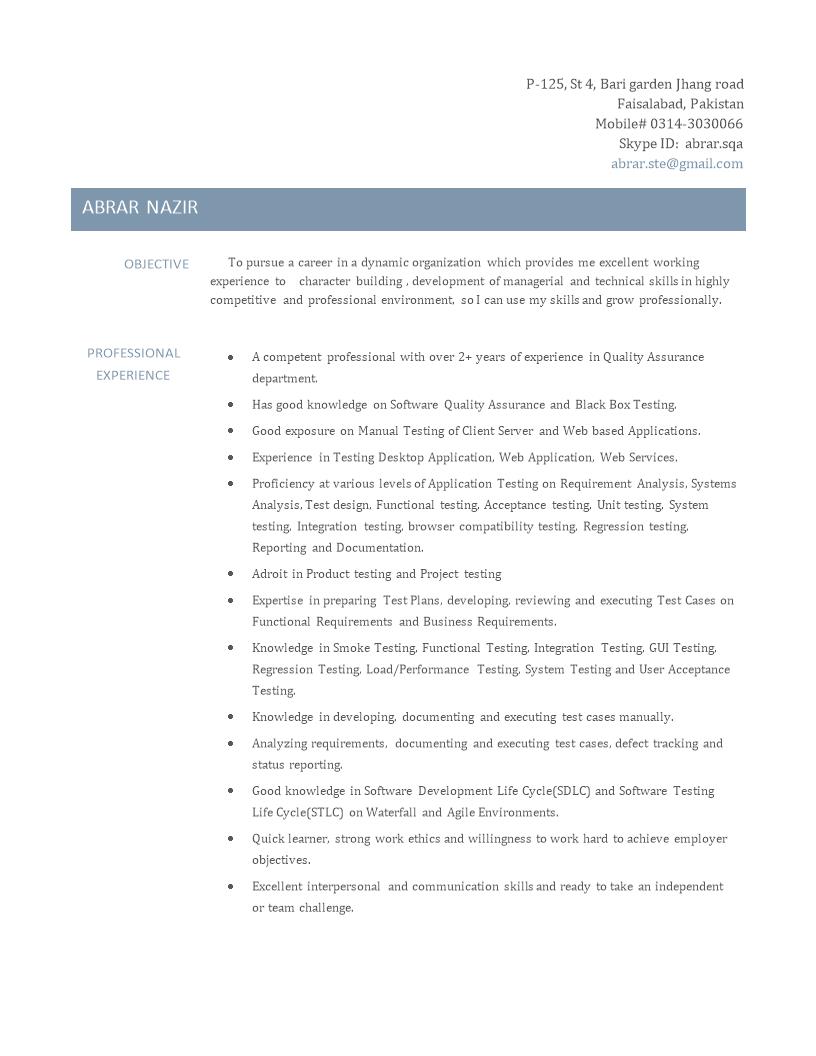 P-125, St 4, Bari garden Jhang road
Faisalabad, Pakistan
Mobile# 0314-3030066
Skype ID: abrar.sqa
abrar.ste@gmail.com
ABRAR NAZIR
OBJECTIVE
To pursue a career in a dynamic organization which provides me excellent working
experience to character building , development of managerial and technical skills in highly
competitive and professional environment, so I can use my skills and grow professionally.
PROFESSIONAL
EXPERIENCE
• A competent professional with over 2+ years of experience in Quality Assurance
department.
• Has good knowledge on Software Quality Assurance and Black Box Testing.
• Good exposure on Manual Testing of Client Server and Web based Applications.
• Experience in Testing Desktop Application, Web Application, Web Services.
• Proficiency at various levels of Application Testing on Requirement Analysis, Systems
Analysis, Test design, Functional testing, Acceptance testing, Unit testing, System
testing, Integration testing, browser compatibility testing, Regression testing,
Reporting and Documentation.
• Adroit in Product testing and Project testing
• Expertise in preparing Test Plans, developing, reviewing and executing Test Cases on
Functional Requirements and Business Requirements.
• Knowledge in Smoke Testing, Functional Testing, Integration Testing, GUI Testing,
Regression Testing, Load/Performance Testing, System Testing and User Acceptance
Testing.
• Knowledge in developing, documenting and executing test cases manually.
• Analyzing requirements, documenting and executing test cases, defect tracking and
status reporting.
• Good knowledge in Software Development Life Cycle(SDLC) and Software Testing
Life Cycle(STLC) on Waterfall and Agile Environments.
• Quick learner, strong work ethics and willingness to work hard to achieve employer
objectives.
• Excellent interpersonal and communication skills and ready to take an independent
or team challenge.